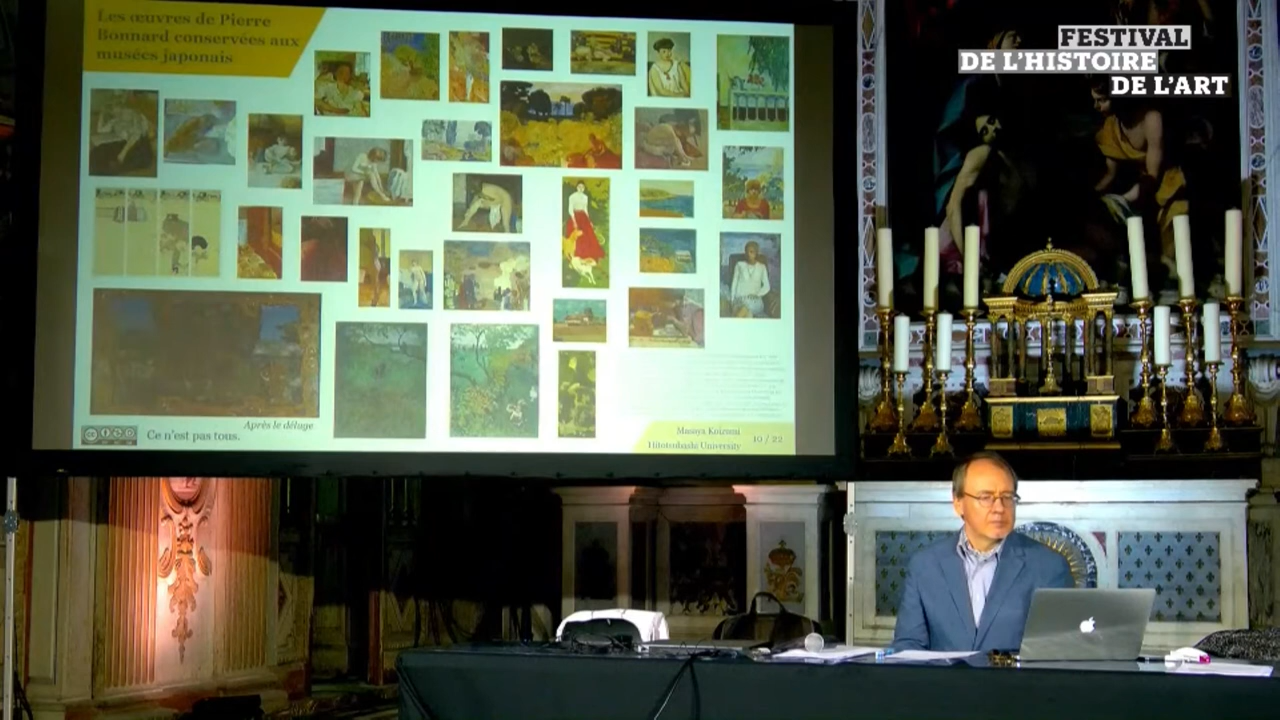 Les œuvres de Pierre
Bonnard conservées aux
musées japonais
FESTIVAL
DE L'HISTOIRE
DE L'ART
Après le déluge
Ce n'est pas tous.
Masaya Koizumi
Hitotsubashi University
10 / 22